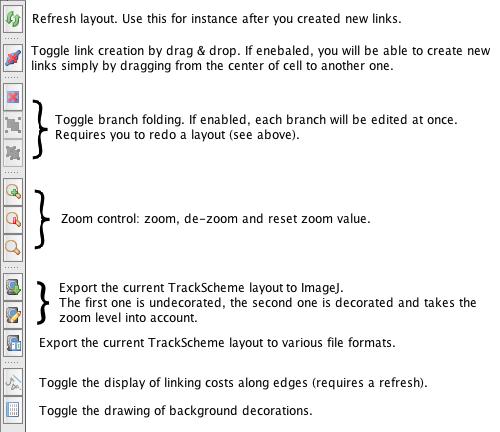 Refresh layout. Use this for instance after you created new links.
Toggle link creation by drag & drop. If enebaled, you will be able to create new
links simply by dragging from the center of cell to another one.
Toggle branch folding. If enabled, each branch will be edited at once.
Requires you to redo a layout (see above).
Zoom control: zoom, de-zoom and reset zoom value.
Export the current TrackScheme layout to ImageJ.
The first one is undecorated, the second one is decorated and takes the
zoom level into account.
Export the current TrackScheme layout to various file formats.
Toggle the display of linking costs along edges (requires a refresh).
Toggle the drawing of background decorations.